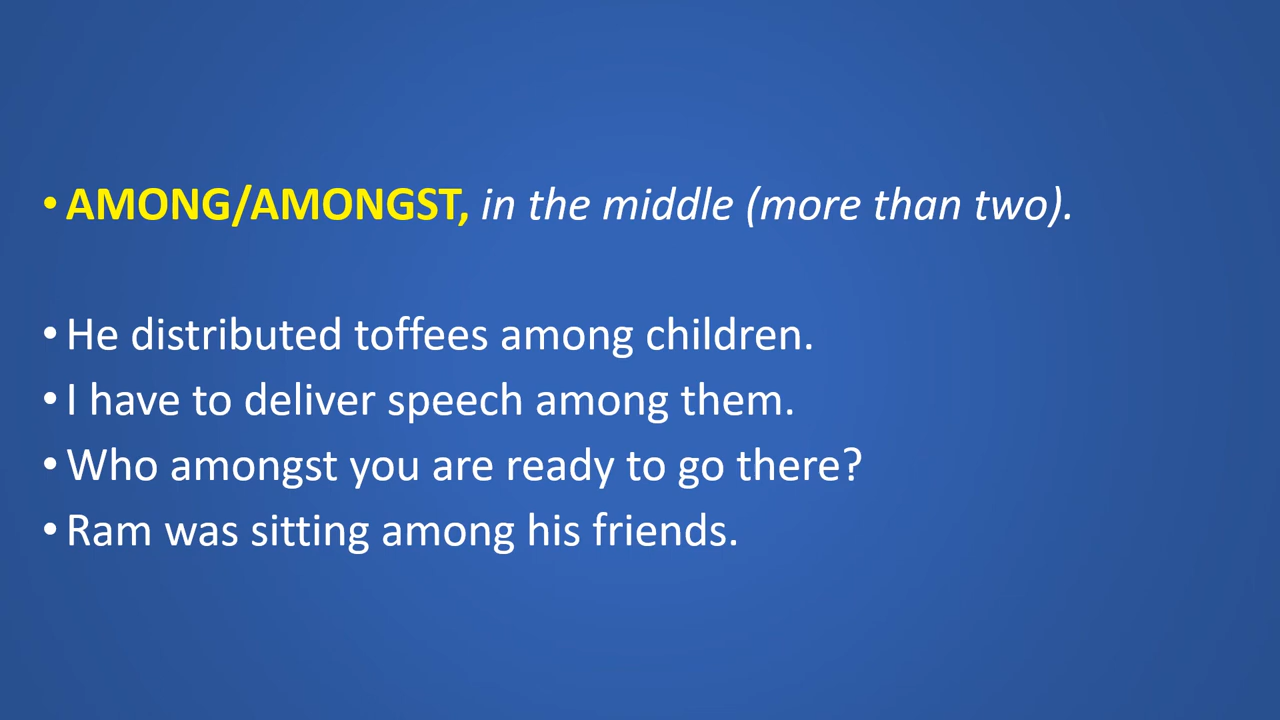 • AMONG/AMONGST, in the middle (more than two).
• He distributed toffees among children.
• I have to deliver speech among them.
• Who amongst you are ready to go there?
• Ram was sitting among his friends.